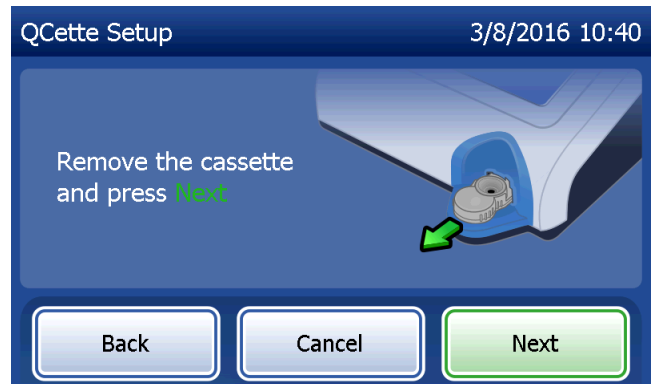 QCette Setup 3/8/2016 10:40
Remove the cassette
and press Next
Back Cancel Next